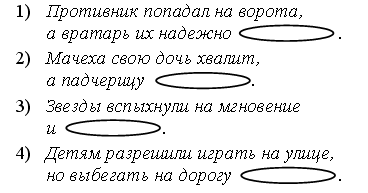 1) Противник попадал на ворота,
а вратарь их надежно .
2) Мачеха свою дочь хвалит,
а падчерицу .
3) Звезды вспыхнули на мгновение
и .
4) Детям разрешили играть на улице,
но выбегать на дорогу .